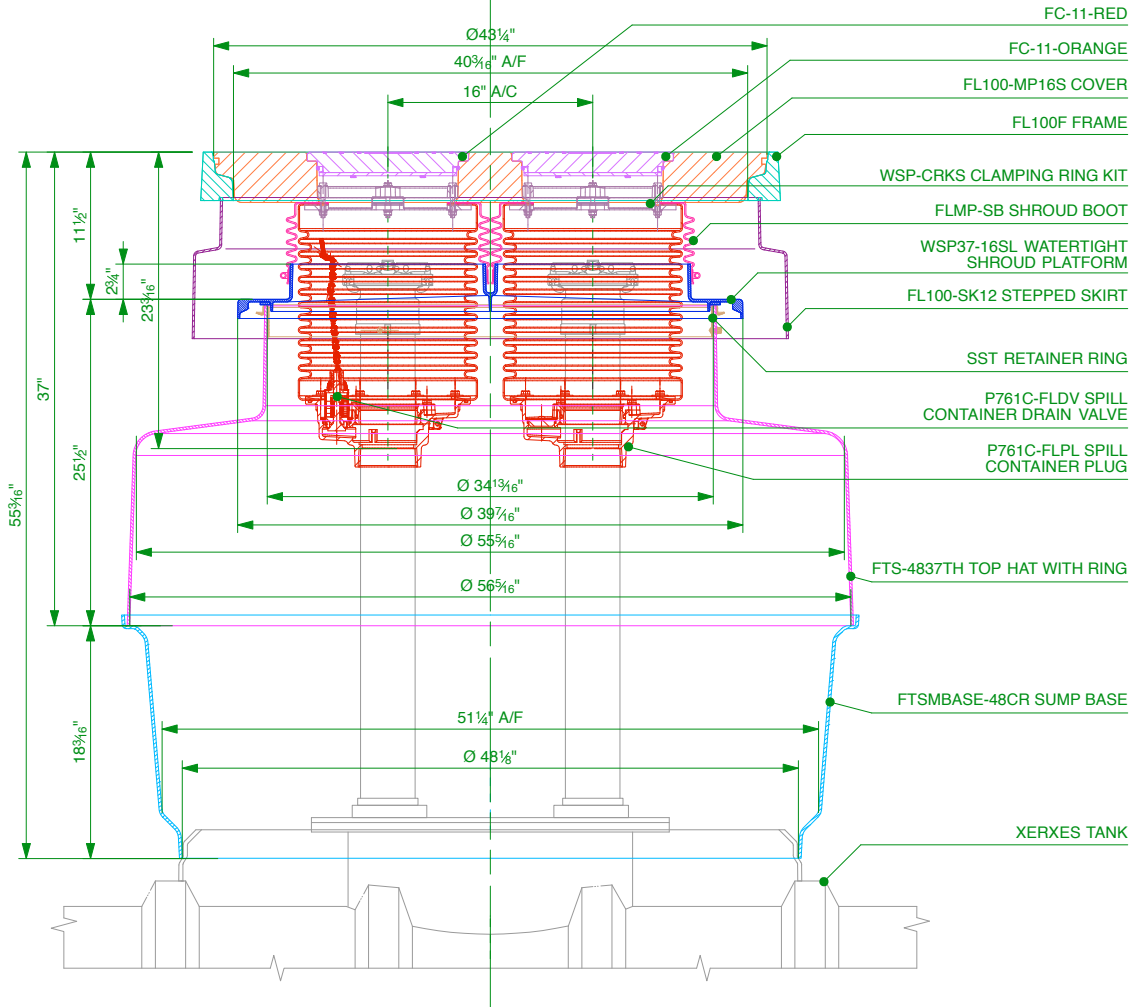 FC-11-RED
Ø43¼"
FC-11-ORANGE
40³⁄₁₆" A/F
FL100-MP16S COVER
16" A/C
FL100F FRAME
WSP-CRKS CLAMPING RING KIT
FLMP-SB SHROUD BOOT
11½"
WSP37-16SL WATERTIGHT
SHROUD PLATFORM
2¾"
23³⁄₁₆"
FL100-SK12 STEPPED SKIRT
SST RETAINER RING
37"
P761C-FLDV SPILL
CONTAINER DRAIN VALVE
P761C-FLPL SPILL
CONTAINER PLUG
25½"
55³⁄₁₆"
Ø 34¹³⁄₁₆"
Ø 39⁷⁄₁₆"
Ø 55⁵⁄₁₆"
FTS-4837TH TOP HAT WITH RING
Ø 56⁵⁄₁₆"
FTSMBASE-48CR SUMP BASE
51¼" A/F
18³⁄₁₆"
Ø 48⅛"
XERXES TANK